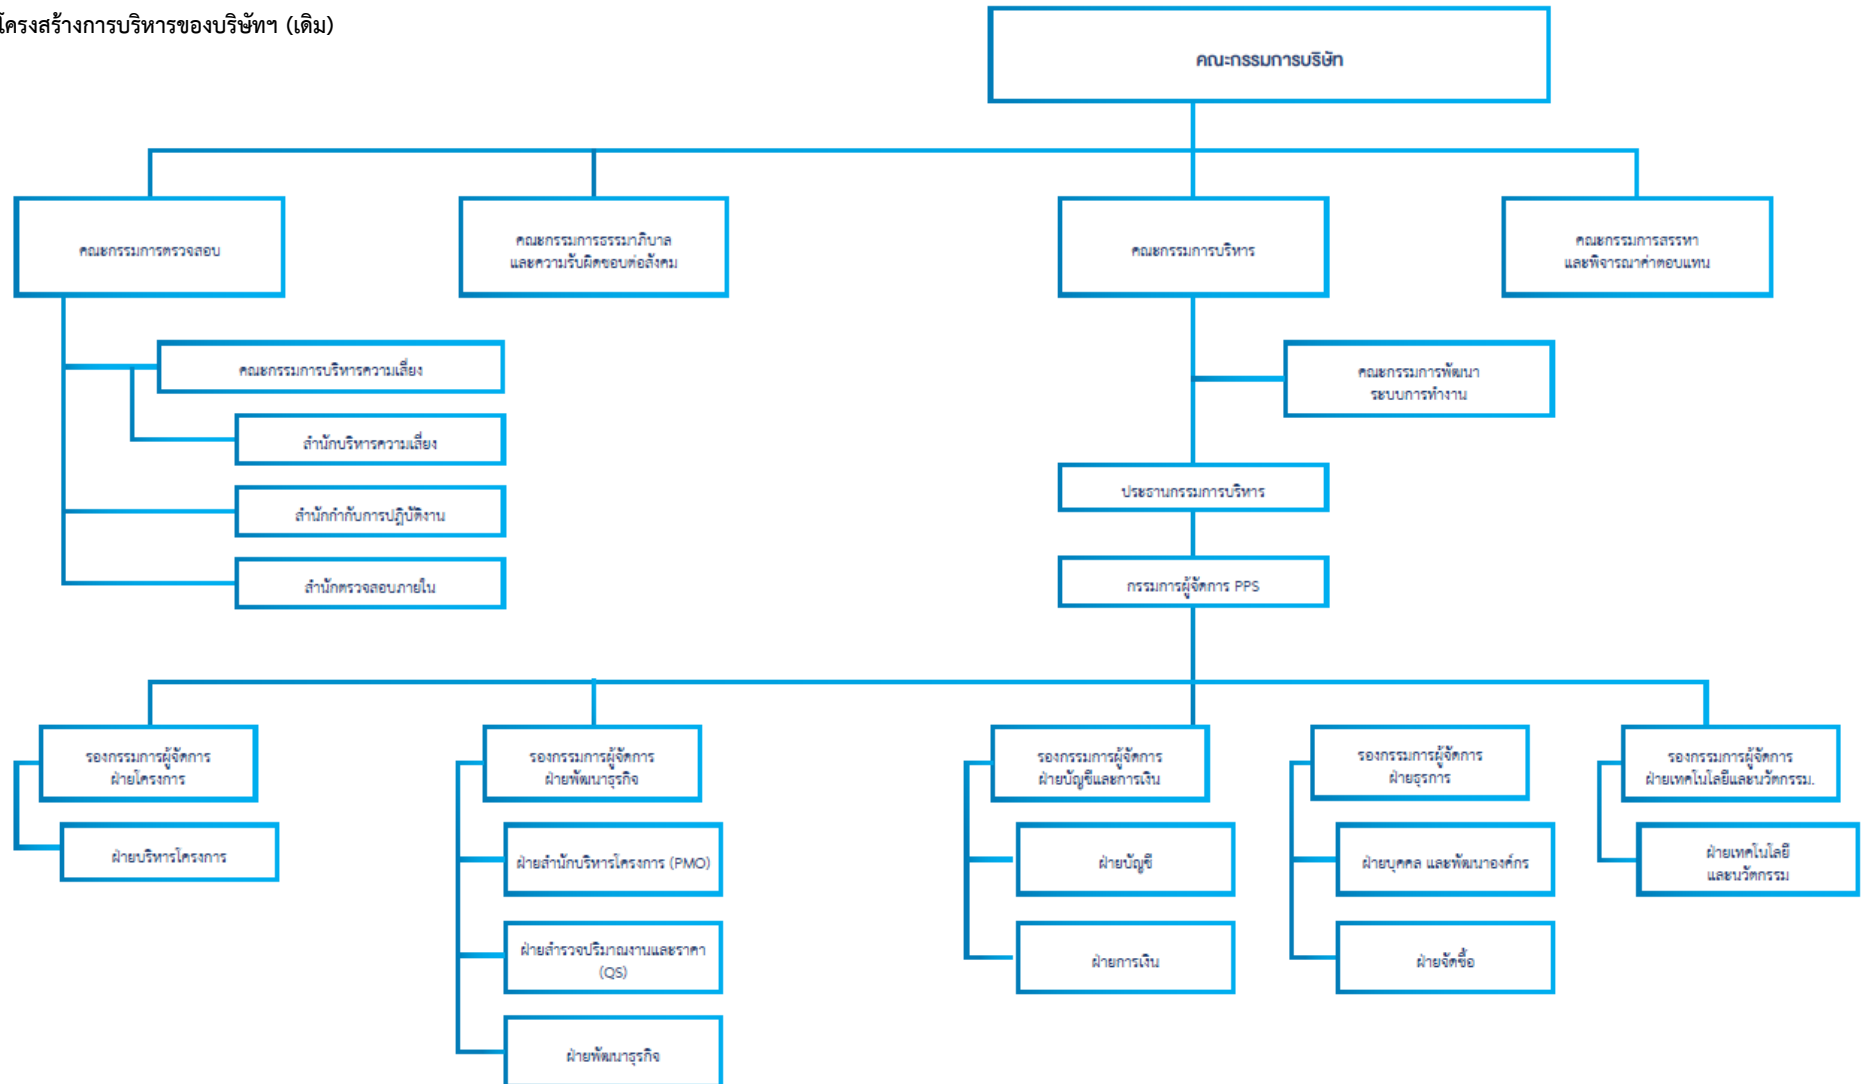 โครงสร้างการบริหารของบริษัทฯ (เดิม)
คณะกรรมการบริษัท
คณะกรรมการตรวจสอบ
คณะกรรมการธรรมาภิบาล
และความรับผิดชอบต่อสังคม
คณะกรรมการบริหาร
คณะกรรมการสรรหา
และพิจารณาค่าตอบแทน
คณะกรรมการบริหารความเสี่ยง
สำนักบริหารความเสี่ยง
สำนักกำกับการปฏิบัติงาน
สำนักตรวจสอบภายใน
คณะกรรมการพัฒนา
ระบบการทำงาน
ประธานกรรมการบริหาร
กรรมการผู้จัดการ PPS
รองกรรมการผู้จัดการ
ฝ่ายโครงการ
ฝ่ายบริหารโครงการ
รองกรรมการผู้จัดการ
ฝ่ายพัฒนาธุรกิจ
ฝ่ายสำนักบริหารโครงการ (PMO)
ฝ่ายสำรวจปริมาณงานและราคา
(QS)
ฝ่ายพัฒนาธุรกิจ
รองกรรมการผู้จัดการ
ฝ่ายบัญชีและการเงิน
ฝ่ายบัญชี
ฝ่ายการเงิน
รองกรรมการผู้จัดการ
ฝ่ายธุรการ
ฝ่ายบุคคล และพัฒนาองค์กร
ฝ่ายจัดซื้อ
รองกรรมการผู้จัดการ
ฝ่ายเทคโนโลยีและนวัตกรรม.
ฝ่ายเทคโนโลยี
และนวัตกรรม